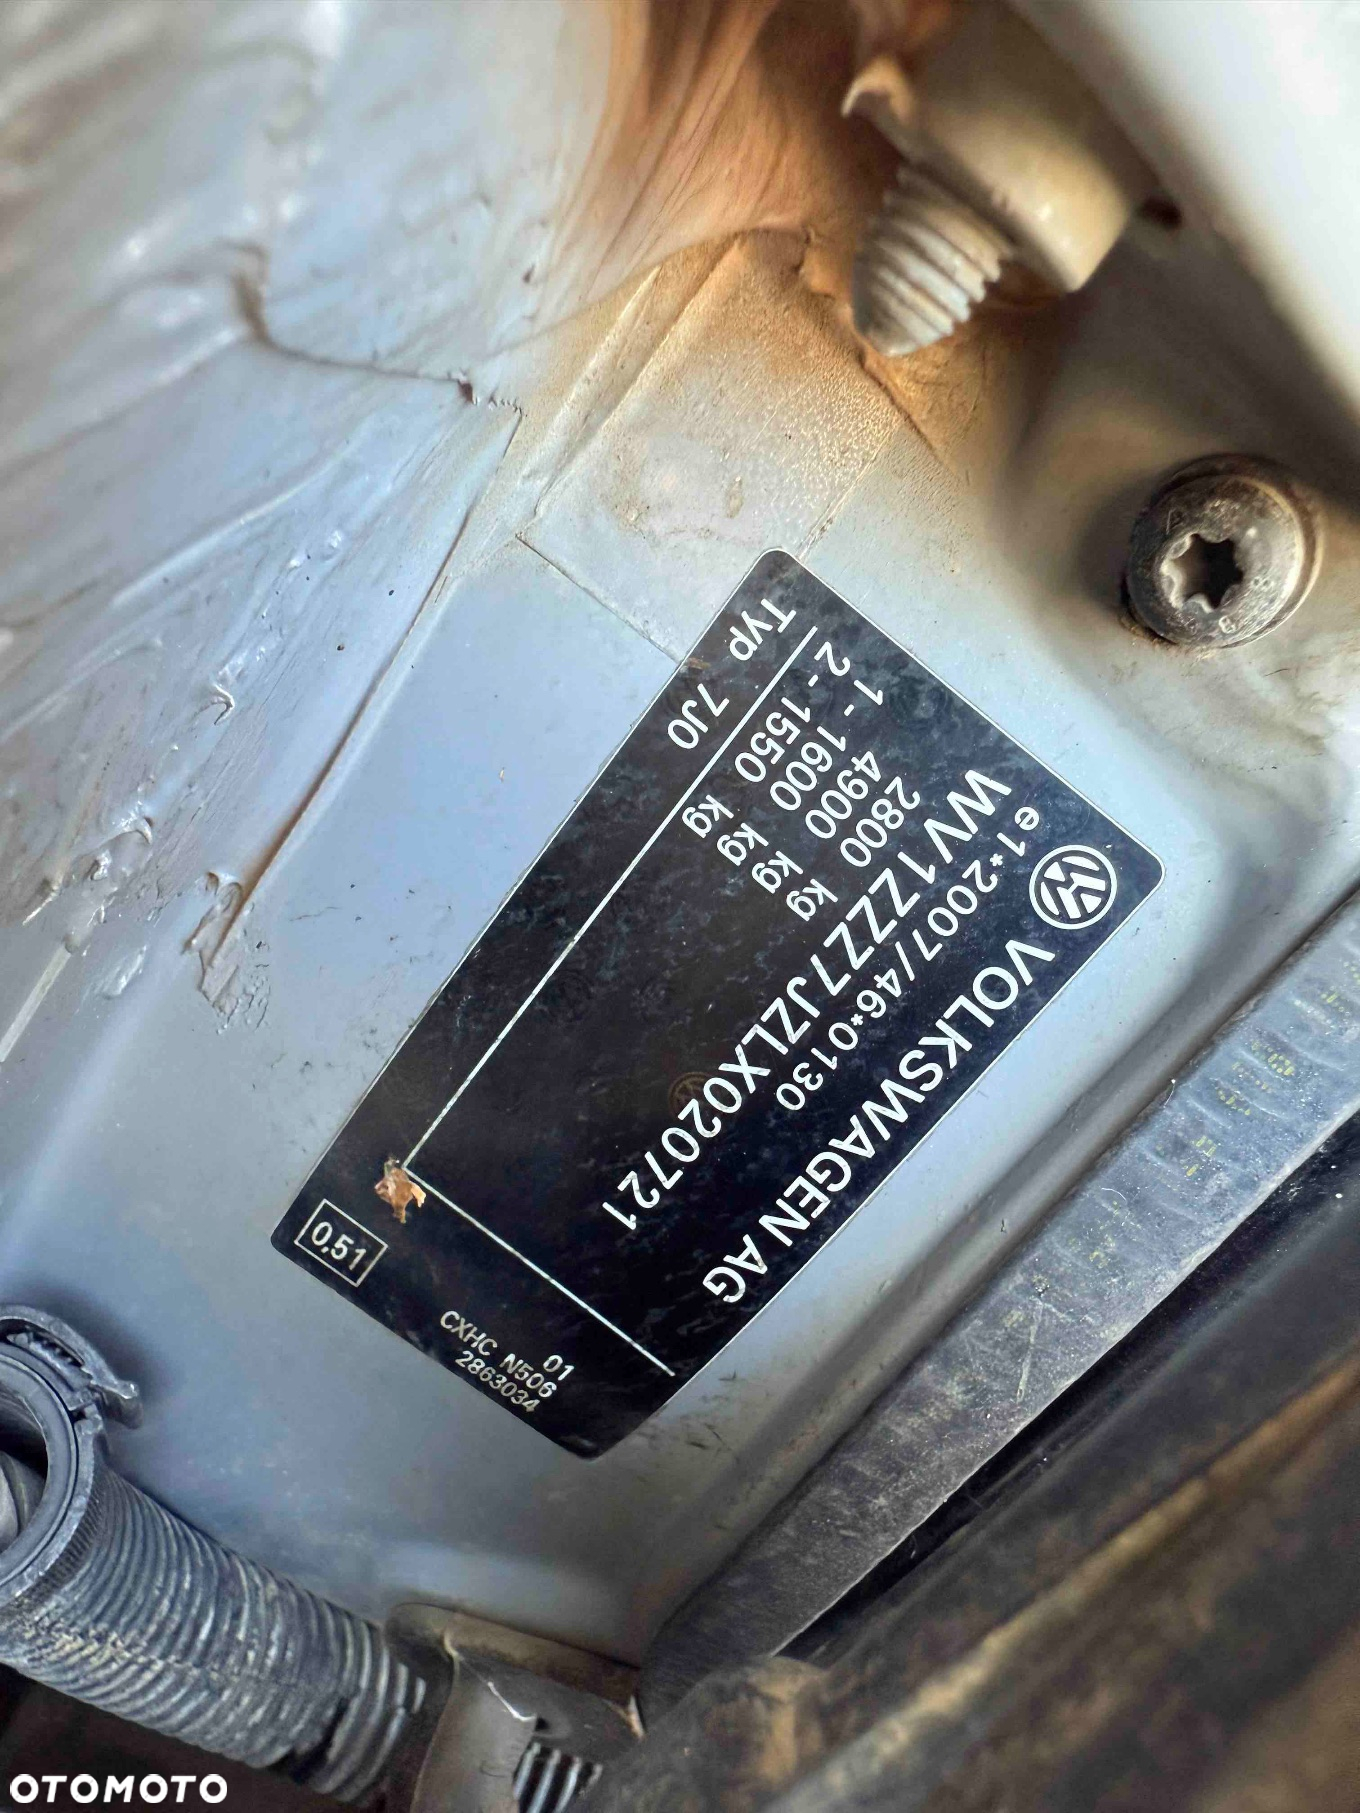 VOLKSWAGEN AG
e1*2007/46*0130
WV1ZZZ7JZLX020721
2800 kg
4900 kg
1 - 1600 kg
2 - 1550 kg
Typ 7J0
01
CXHC N506
2863034
0.51
OTOMOTO